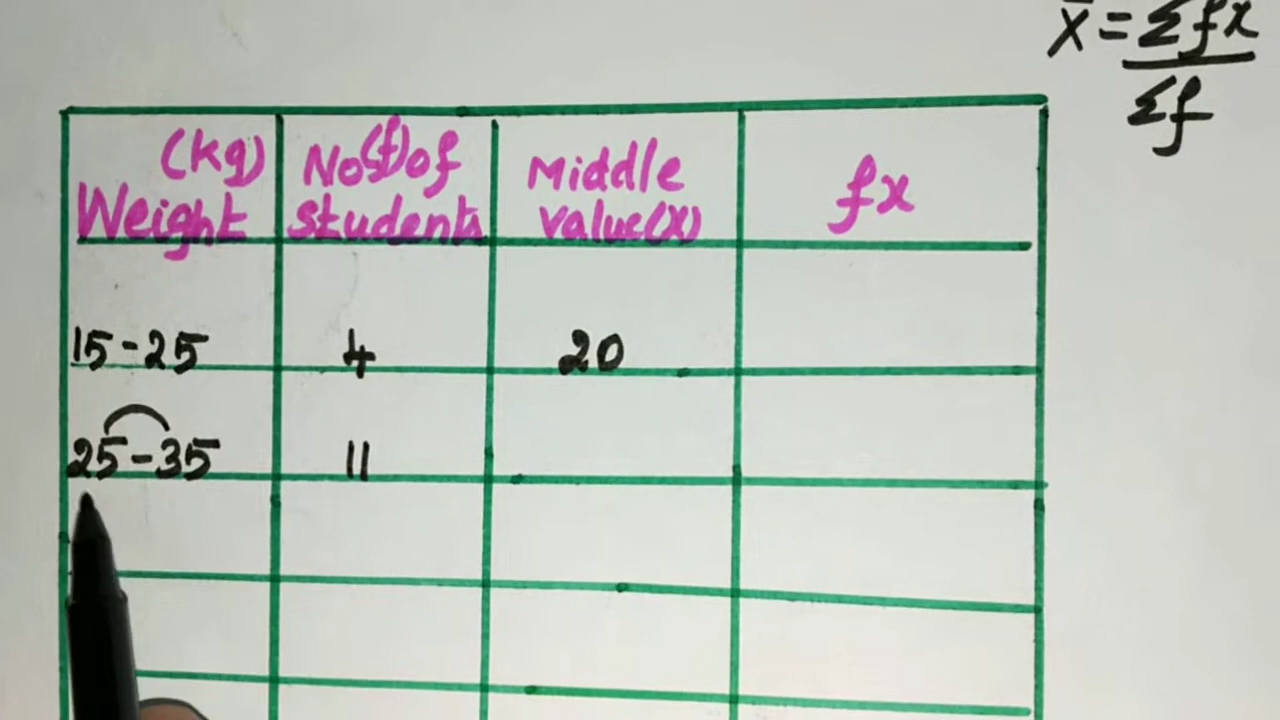 x̄ = Σfx
Σf
(kg)
Weight
No(f)of
students
Middle
value(x)
fx
15-25 4 20
25-35 11